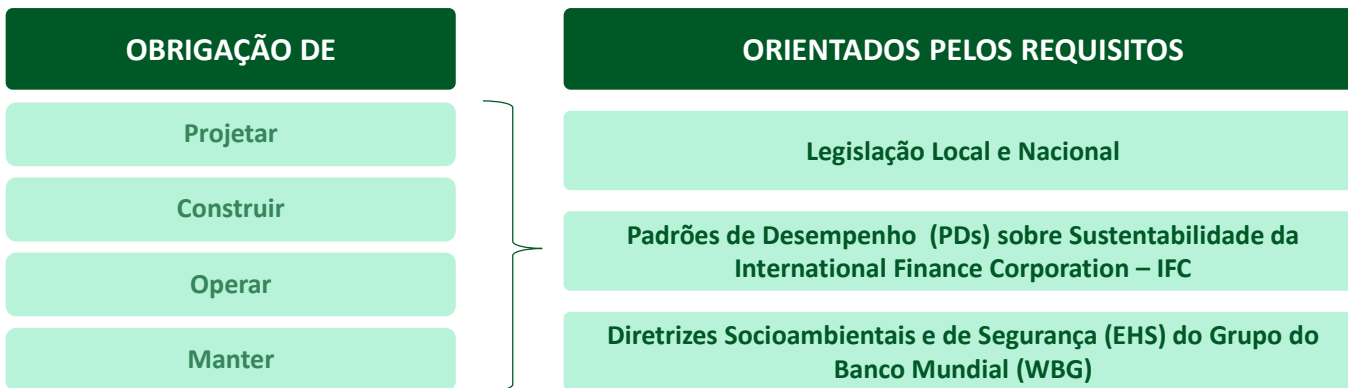 OBRIGAÇÃO DE
Projetar
Construir
Operar
Manter
ORIENTADOS PELOS REQUISITOS
Legislação Local e Nacional
Padrões de Desempenho (PDs) sobre Sustentabilidade da
International Finance Corporation – IFC
Diretrizes Socioambientais e de Segurança (EHS) do Grupo do
Banco Mundial (WBG)